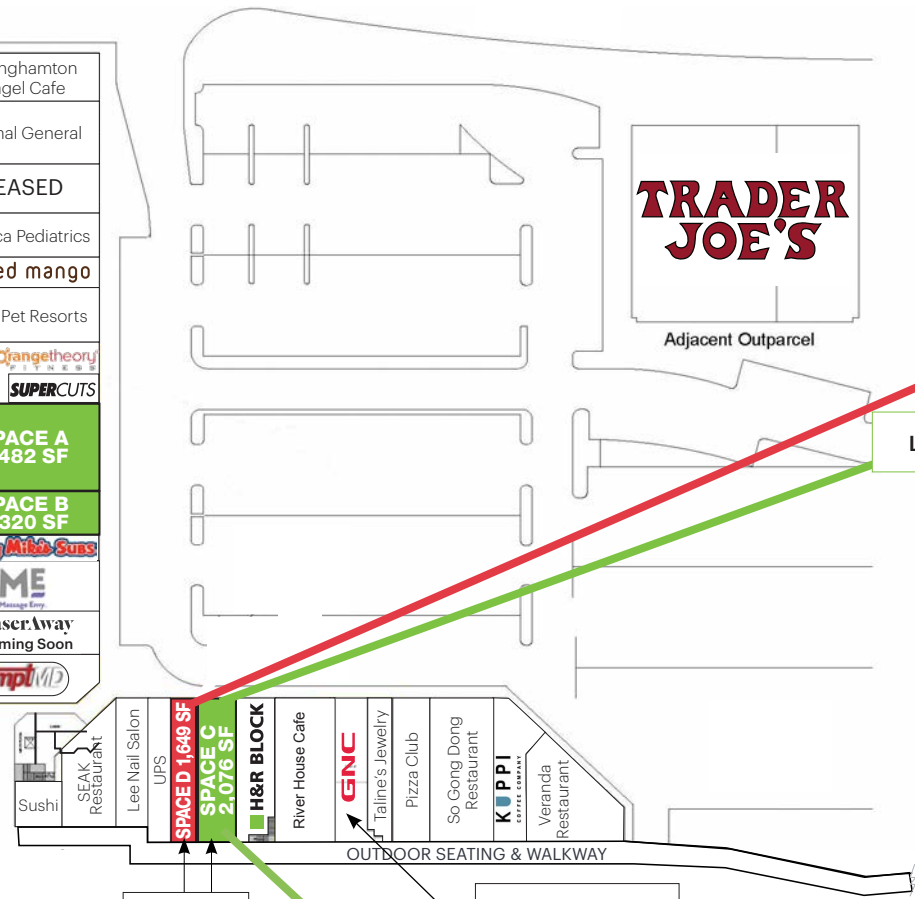 nghamton
gel Cafe
nal General
EASED
ca Pediatrics
ed mango
Pet Resorts
Orangetheory
FITNESS
SUPERCUTS
PACE A
482 SF
PACE B
320 SF
Mike's Subs
ME
Massage Envy.
aserAway
ming Soon
mptMD
TRADER
JOE'S
Adjacent Outparcel
L
Sushi
SEAK
Restaurant
Lee Nail Salon
UPS
SPACE D 1,649 SF
SPACE C
2,076 SF
H&R BLOCK
River House Cafe
GNC
Taline's Jewelry
Pizza Club
So Gong Dong
Restaurant
KUPPI
COFFEE COMPANY
Veranda
Restaurant
OUTDOOR SEATING & WALKWAY